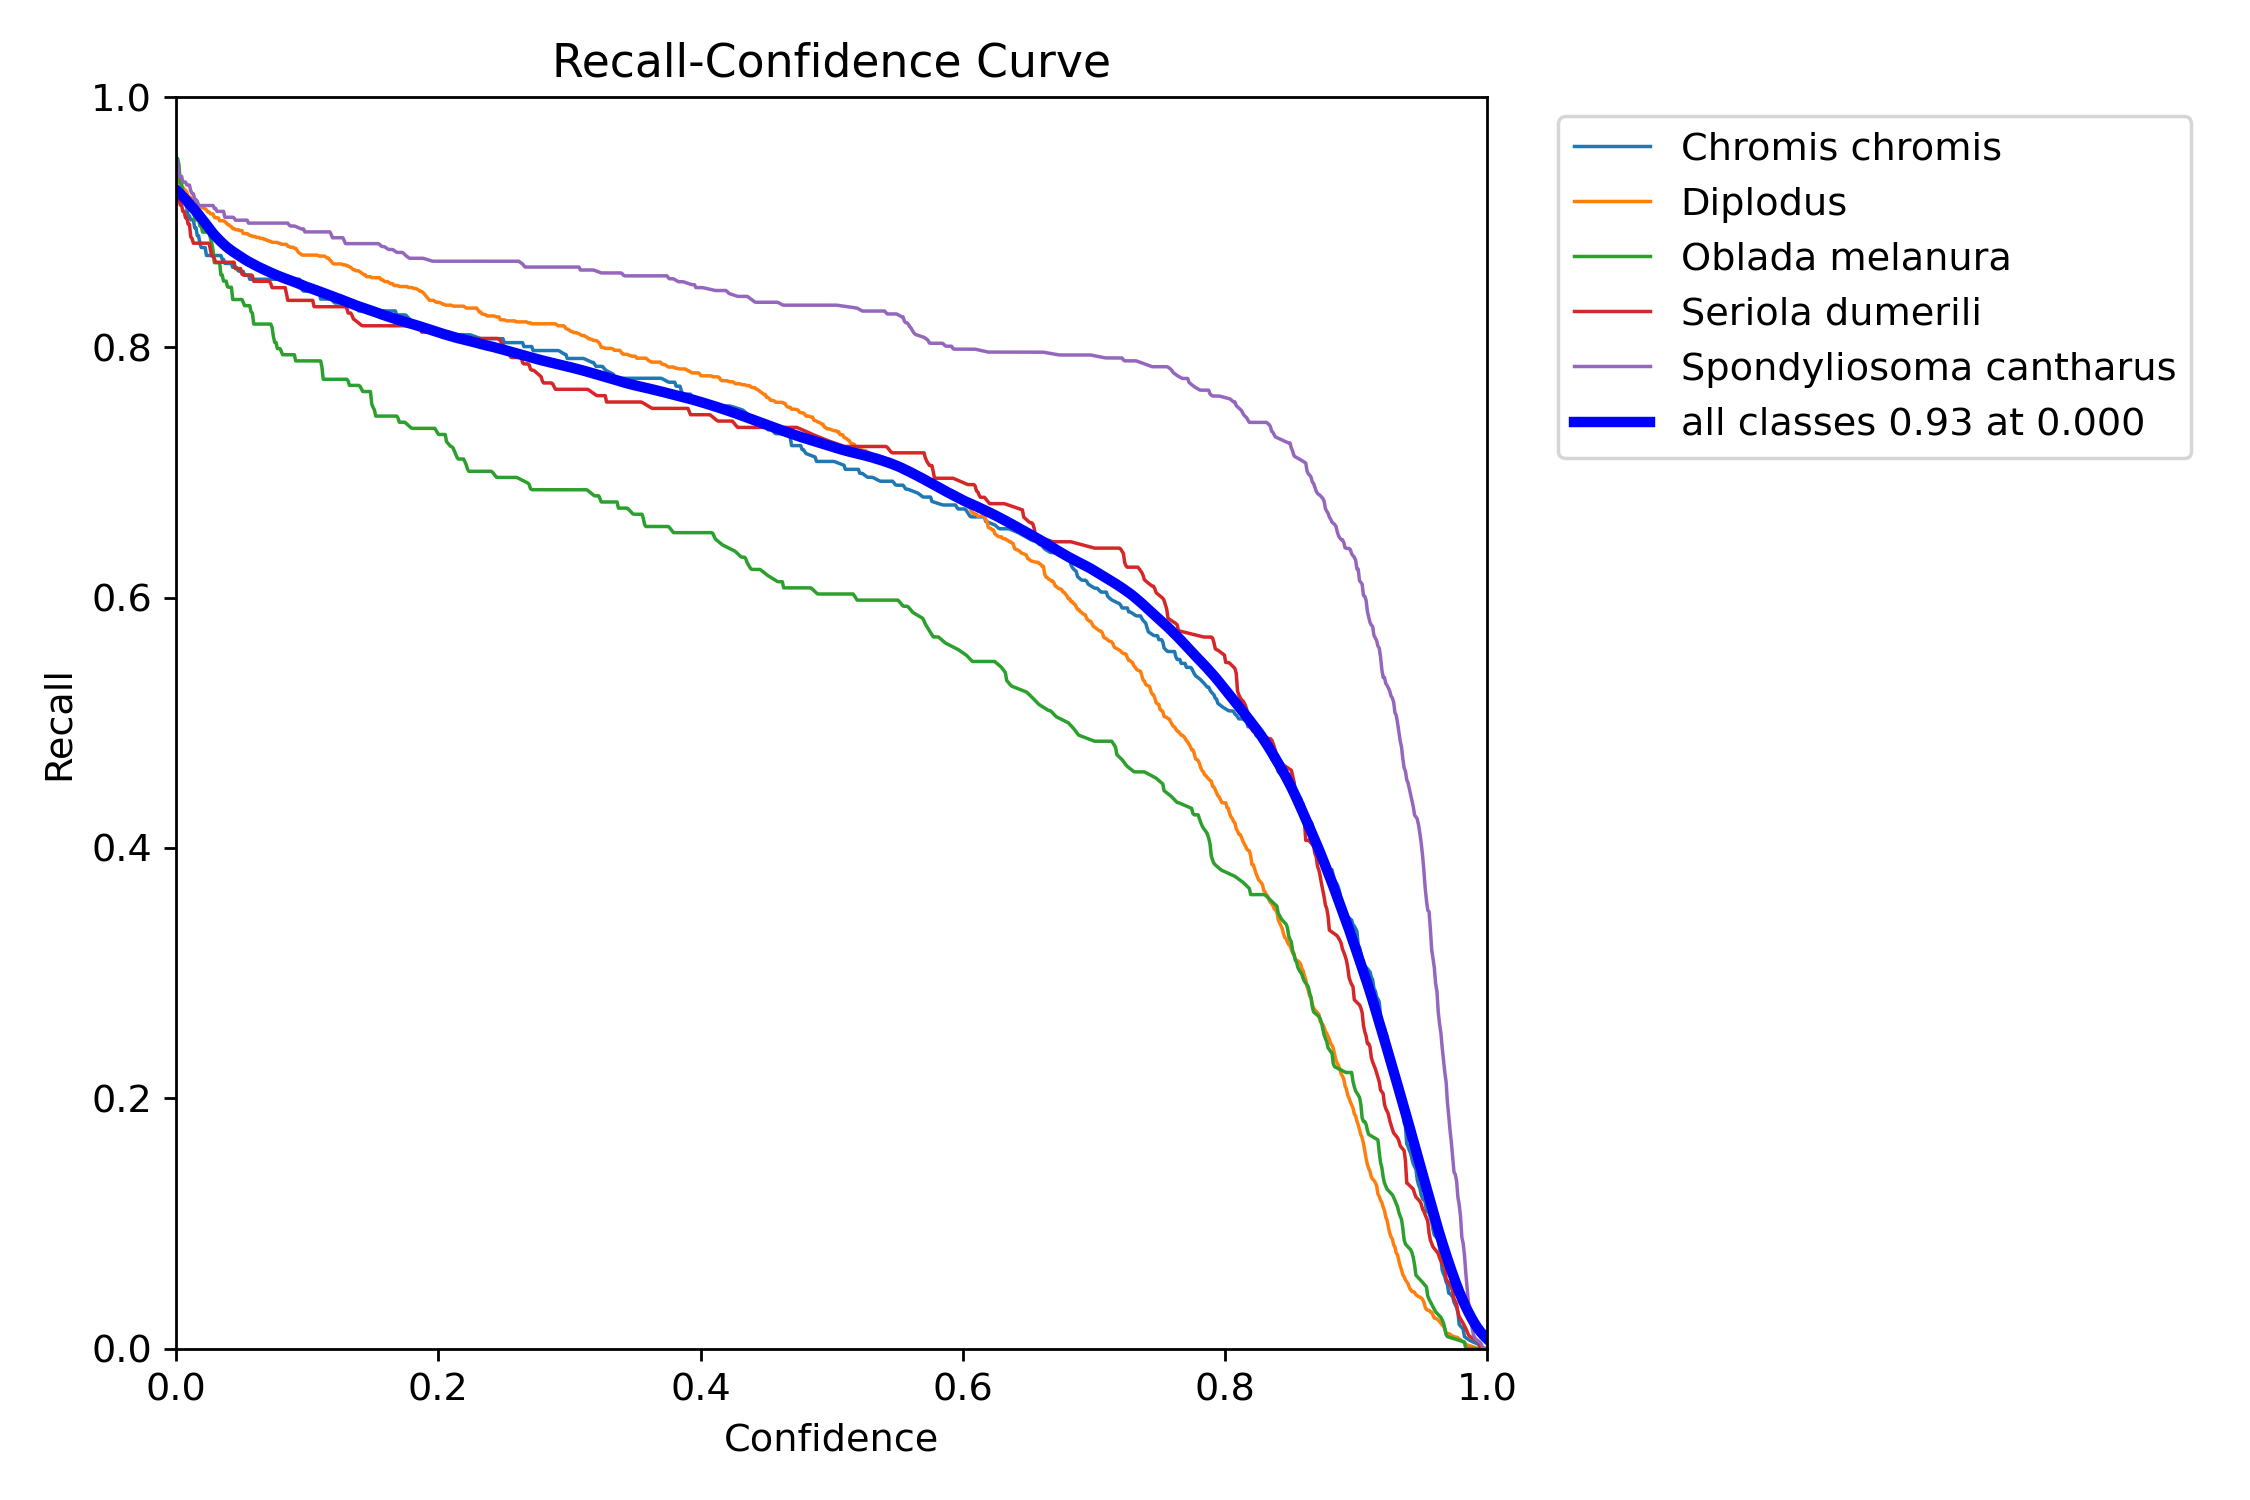 Recall-Confidence Curve
1.0
0.8
0.6
0.4
0.2
0.0
Recall
0.0 0.2 0.4 0.6 0.8 1.0
Confidence
Chromis chromis
Diplodus
Oblada melanura
Seriola dumerili
Spondyliosoma cantharus
all classes 0.93 at 0.000